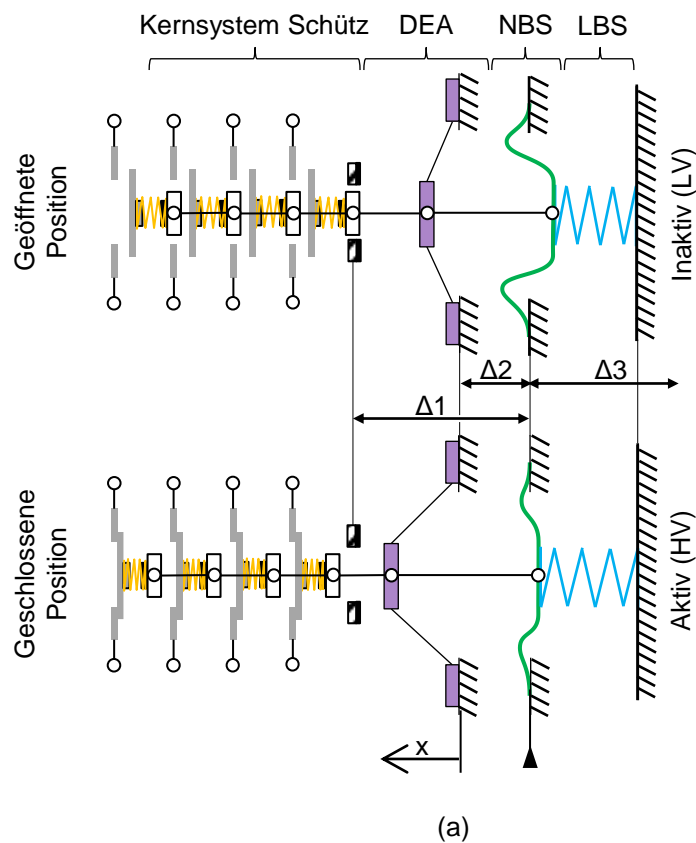 Kernsystem Schütz DEA NBS LBS
Geöffnete
Position
Inaktiv (LV)
Δ2
Δ3
Δ1
Geschlossene
Position
Aktiv (HV)
x
(a)